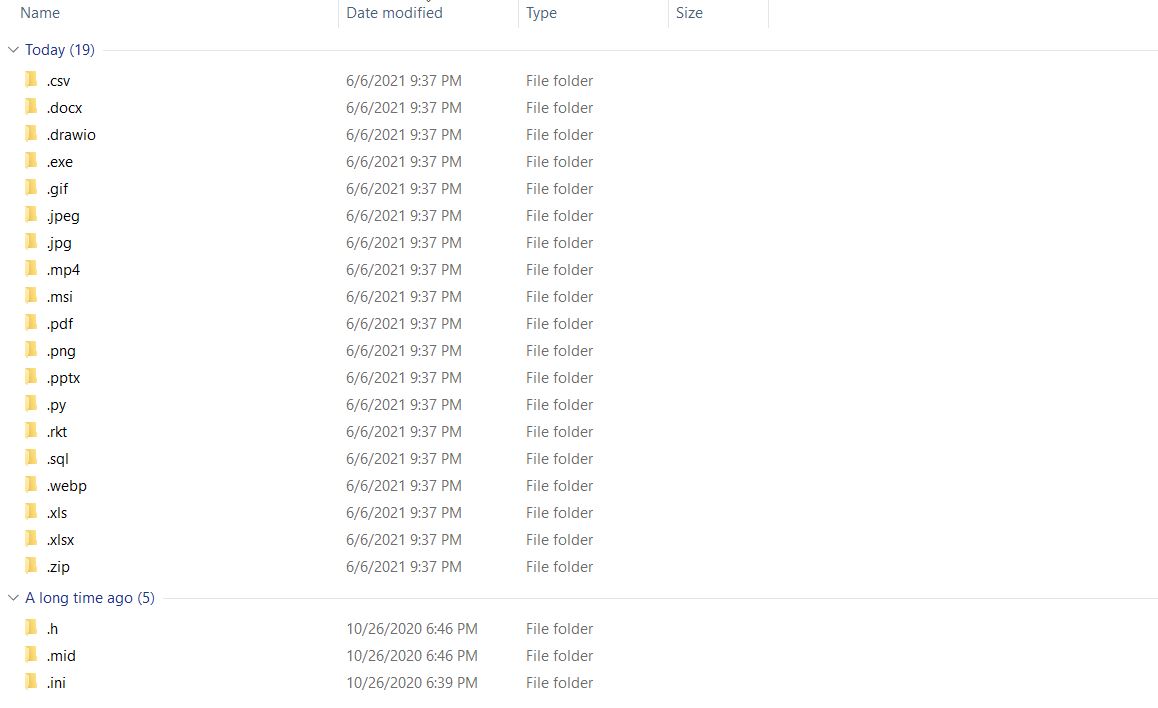 Name Date modified Type Size
Today (19)
.csv 6/6/2021 9:37 PM File folder
.docx 6/6/2021 9:37 PM File folder
.drawio 6/6/2021 9:37 PM File folder
.exe 6/6/2021 9:37 PM File folder
.gif 6/6/2021 9:37 PM File folder
.jpeg 6/6/2021 9:37 PM File folder
.jpg 6/6/2021 9:37 PM File folder
.mp4 6/6/2021 9:37 PM File folder
.msi 6/6/2021 9:37 PM File folder
.pdf 6/6/2021 9:37 PM File folder
.png 6/6/2021 9:37 PM File folder
.pptx 6/6/2021 9:37 PM File folder
.py 6/6/2021 9:37 PM File folder
.rkt 6/6/2021 9:37 PM File folder
.sql 6/6/2021 9:37 PM File folder
.webp 6/6/2021 9:37 PM File folder
.xls 6/6/2021 9:37 PM File folder
.xlsx 6/6/2021 9:37 PM File folder
.zip 6/6/2021 9:37 PM File folder
A long time ago (5)
.h 10/26/2020 6:46 PM File folder
.mid 10/26/2020 6:46 PM File folder
.ini 10/26/2020 6:39 PM File folder